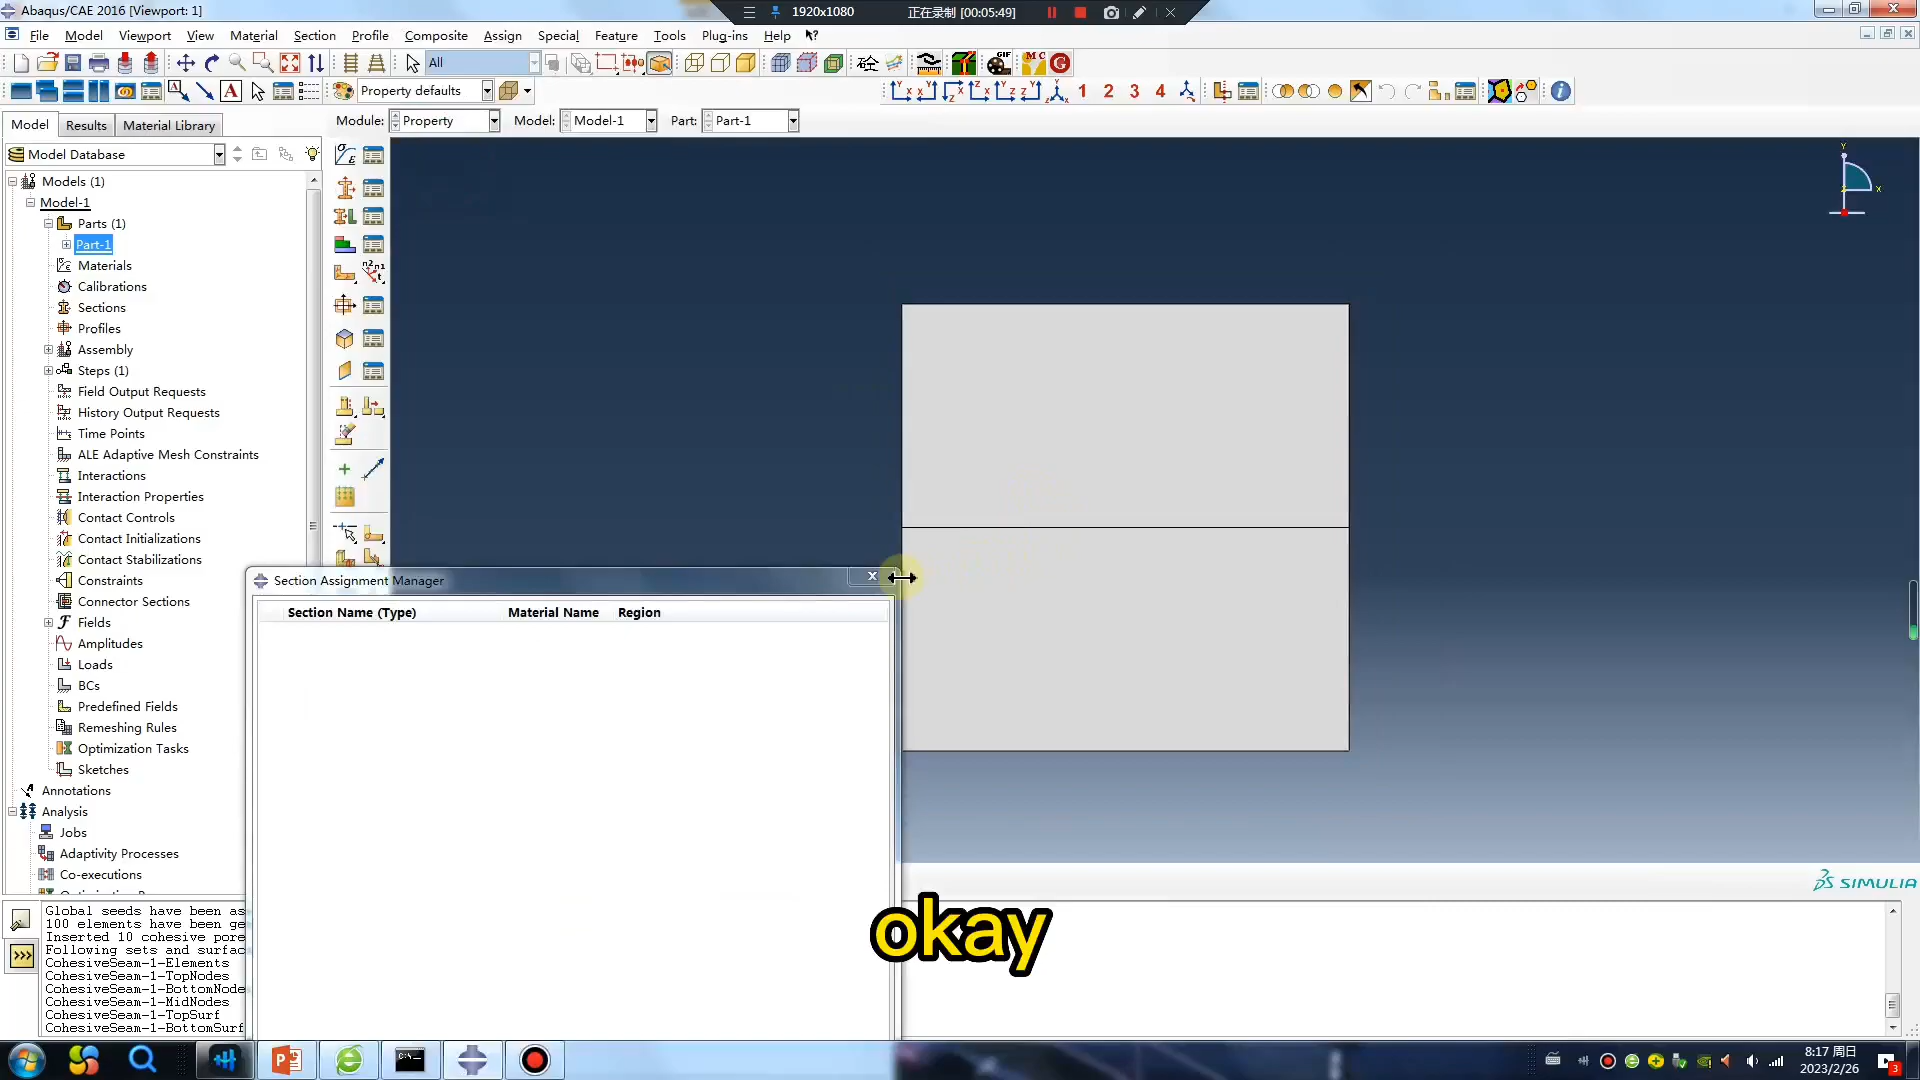 Abaqus/CAE 2016 [Viewport: 1]
1920x1080
正在录制 [00:05:49]
File Model Viewport View Material Section Profile Composite Assign Special Feature Tools Plug-ins Help
All
砼 GIF MC G
A Property defaults
1 2 3 4
Model Results Material Library
Module: Property Model: Model-1 Part: Part-1
Model Database
Models (1)
Model-1
Parts (1)
Part-1
Materials
Calibrations
Sections
Profiles
Assembly
Steps (1)
Field Output Requests
History Output Requests
Time Points
ALE Adaptive Mesh Constraints
Interactions
Interaction Properties
Contact Controls
Contact Initializations
Contact Stabilizations
Constraints
Connector Sections
Fields
Amplitudes
Loads
BCs
Predefined Fields
Remeshing Rules
Optimization Tasks
Sketches
Annotations
Analysis
Jobs
Adaptivity Processes
Co-executions
Y
X
Z
Section Assignment Manager
Section Name (Type) Material Name Region
SIMULIA
Global seeds have been as
100 elements have been ge
Inserted 10 cohesive pore
Following sets and surfac
CohesiveSeam-1-Elements
CohesiveSeam-1-TopNodes
CohesiveSeam-1-BottomNode
CohesiveSeam-1-MidNodes
CohesiveSeam-1-TopSurf
CohesiveSeam-1-BottomSurf
okay
8:17 周日
2023/2/26
3